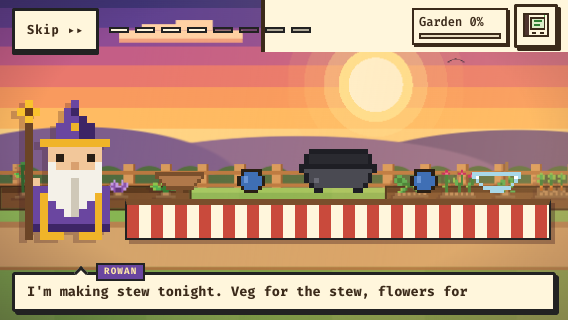 Skip ▸▸
Garden 0%
ROWAN
I'm making stew tonight. Veg for the stew, flowers for